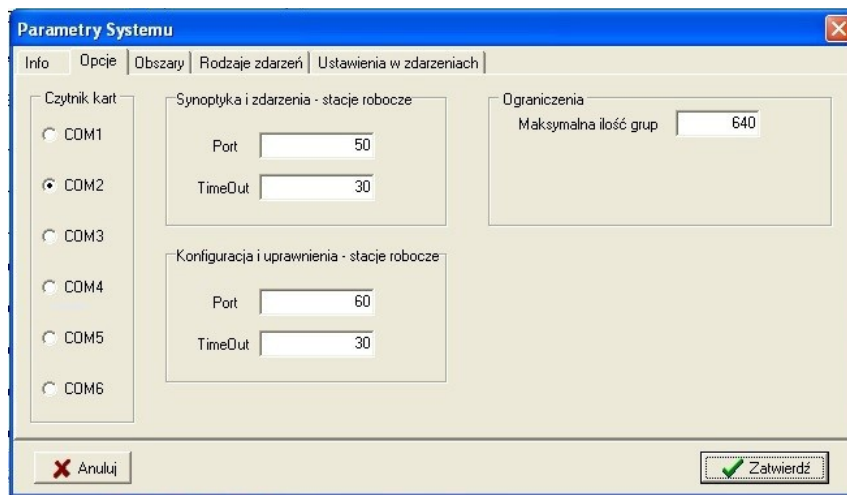 Parametry Systemu
Info Opcje Obszary Rodzaje zdarzeń Ustawienia w zdarzeniach
Czytnik kart
COM1
COM2
COM3
COM4
COM5
COM6
Synoptyka i zdarzenia - stacje robocze
Port 50
TimeOut 30
Konfiguracja i uprawnienia - stacje robocze
Port 60
TimeOut 30
Ograniczenia
Maksymalna ilość grup 640
Anuluj
Zatwierdź